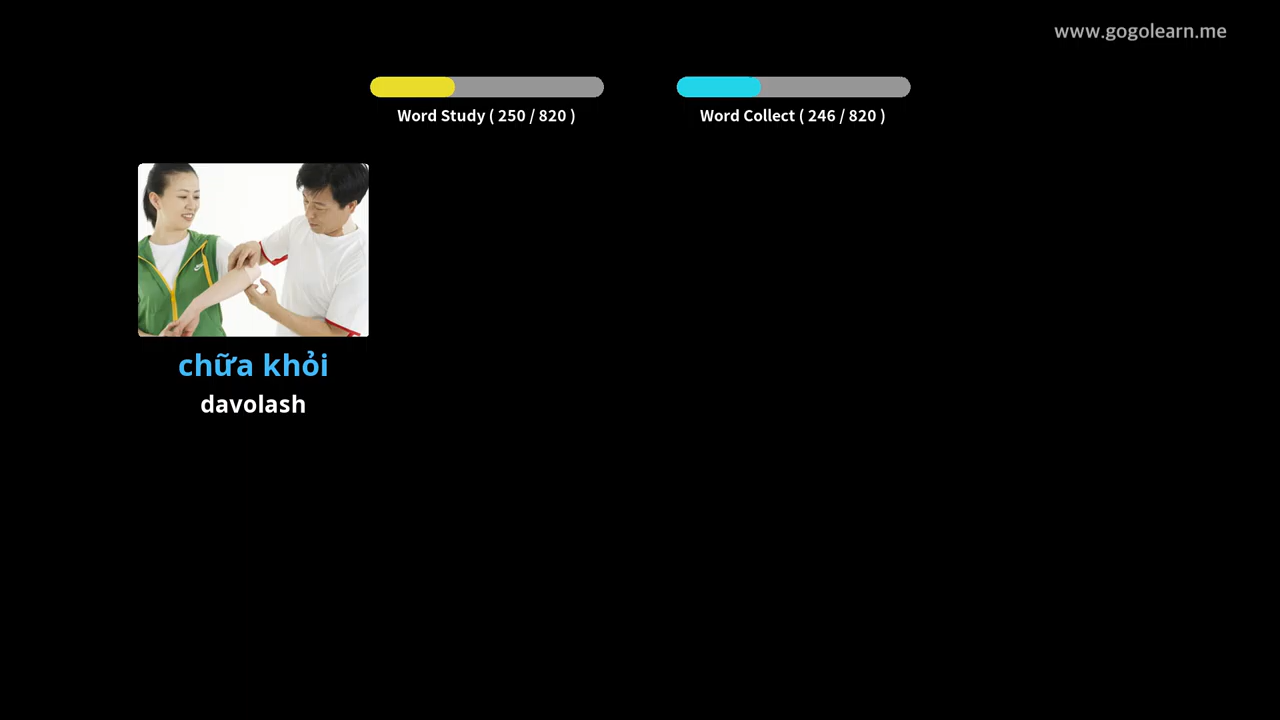 www.gogolearn.me
Word Study ( 250 / 820 )
Word Collect ( 246 / 820 )
chữa khỏi
davolash